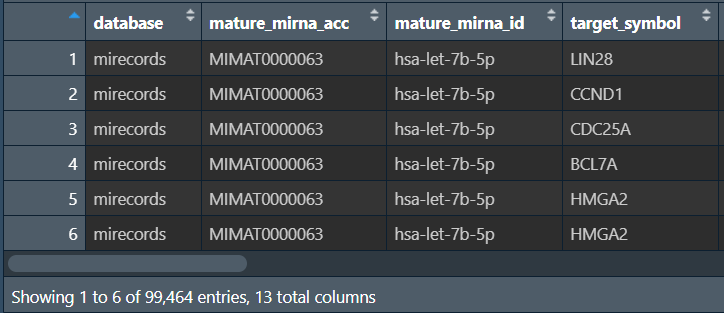 database mature_mirna_acc mature_mirna_id target_symbol
1 mirecords MIMAT0000063 hsa-let-7b-5p LIN28
2 mirecords MIMAT0000063 hsa-let-7b-5p CCND1
3 mirecords MIMAT0000063 hsa-let-7b-5p CDC25A
4 mirecords MIMAT0000063 hsa-let-7b-5p BCL7A
5 mirecords MIMAT0000063 hsa-let-7b-5p HMGA2
6 mirecords MIMAT0000063 hsa-let-7b-5p HMGA2
Showing 1 to 6 of 99,464 entries, 13 total columns